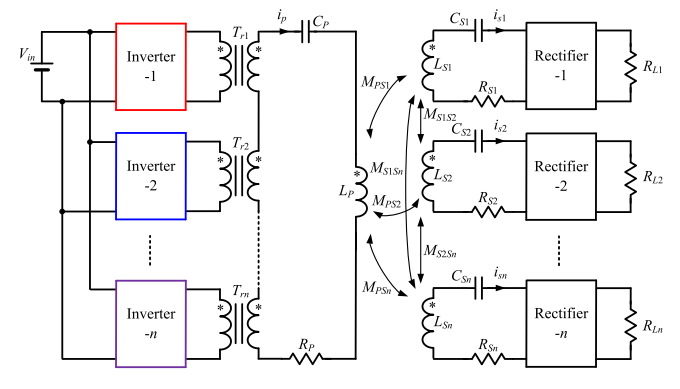 V_in
Inverter
-1
T_r1
*
*
i_p
C_P
C_S1
i_s1
*
L_S1
R_S1
Rectifier
-1
R_L1
M_PS1
M_S1S2
Inverter
-2
T_r2
*
*
M_S1Sn
*
L_P
M_PS2
C_S2
i_s2
*
L_S2
R_S2
Rectifier
-2
R_L2
M_S2Sn
M_PSn
Inverter
-n
T_rn
*
*
R_P
C_Sn
i_sn
*
L_Sn
R_Sn
Rectifier
-n
R_Ln